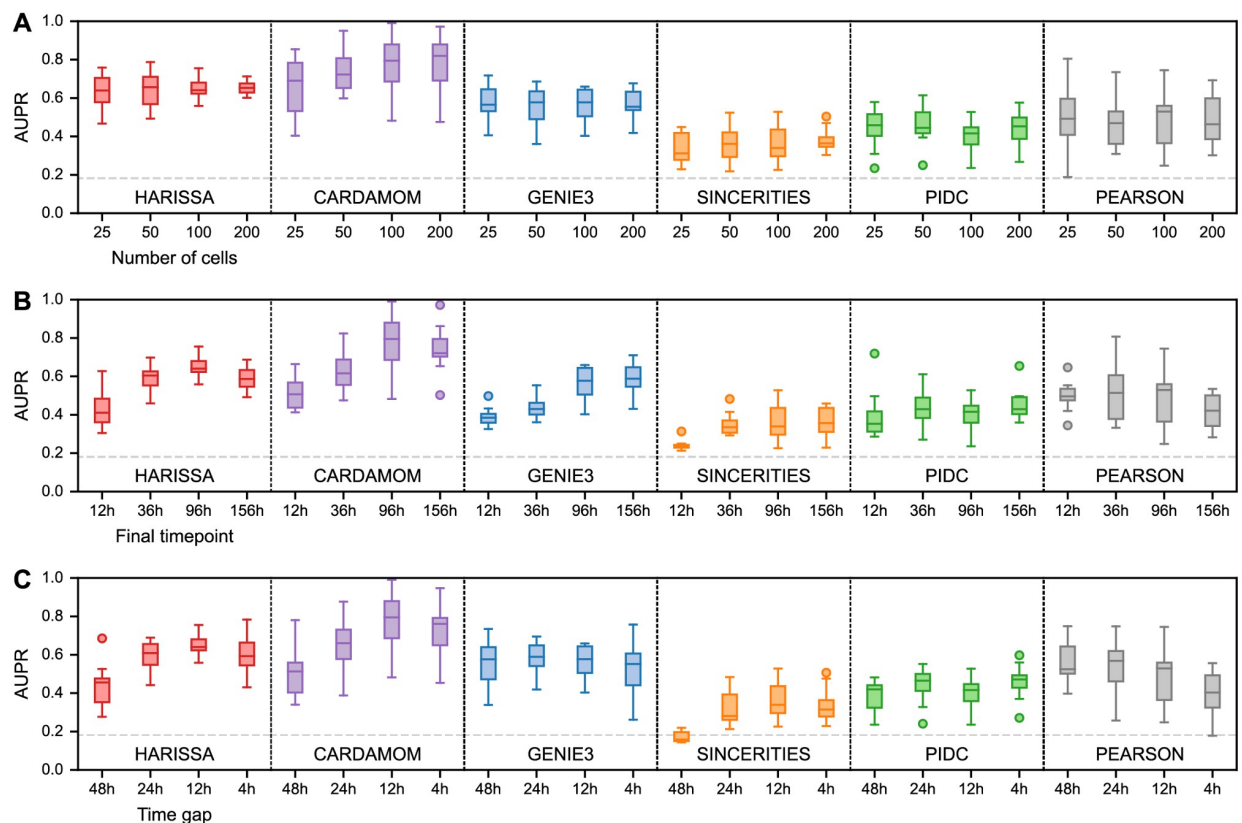 A
AUPR
1.0
0.8
0.6
0.4
0.2
0.0
HARISSA CARDAMOM GENIE3 SINCERITIES PIDC PEARSON
25 50 100 200 25 50 100 200 25 50 100 200 25 50 100 200 25 50 100 200 25 50 100 200
Number of cells
B
AUPR
1.0
0.8
0.6
0.4
0.2
0.0
HARISSA CARDAMOM GENIE3 SINCERITIES PIDC PEARSON
12h 36h 96h 156h 12h 36h 96h 156h 12h 36h 96h 156h 12h 36h 96h 156h 12h 36h 96h 156h 12h 36h 96h 156h
Final timepoint
C
AUPR
1.0
0.8
0.6
0.4
0.2
0.0
HARISSA CARDAMOM GENIE3 SINCERITIES PIDC PEARSON
48h 24h 12h 4h 48h 24h 12h 4h 48h 24h 12h 4h 48h 24h 12h 4h 48h 24h 12h 4h 48h 24h 12h 4h
Time gap